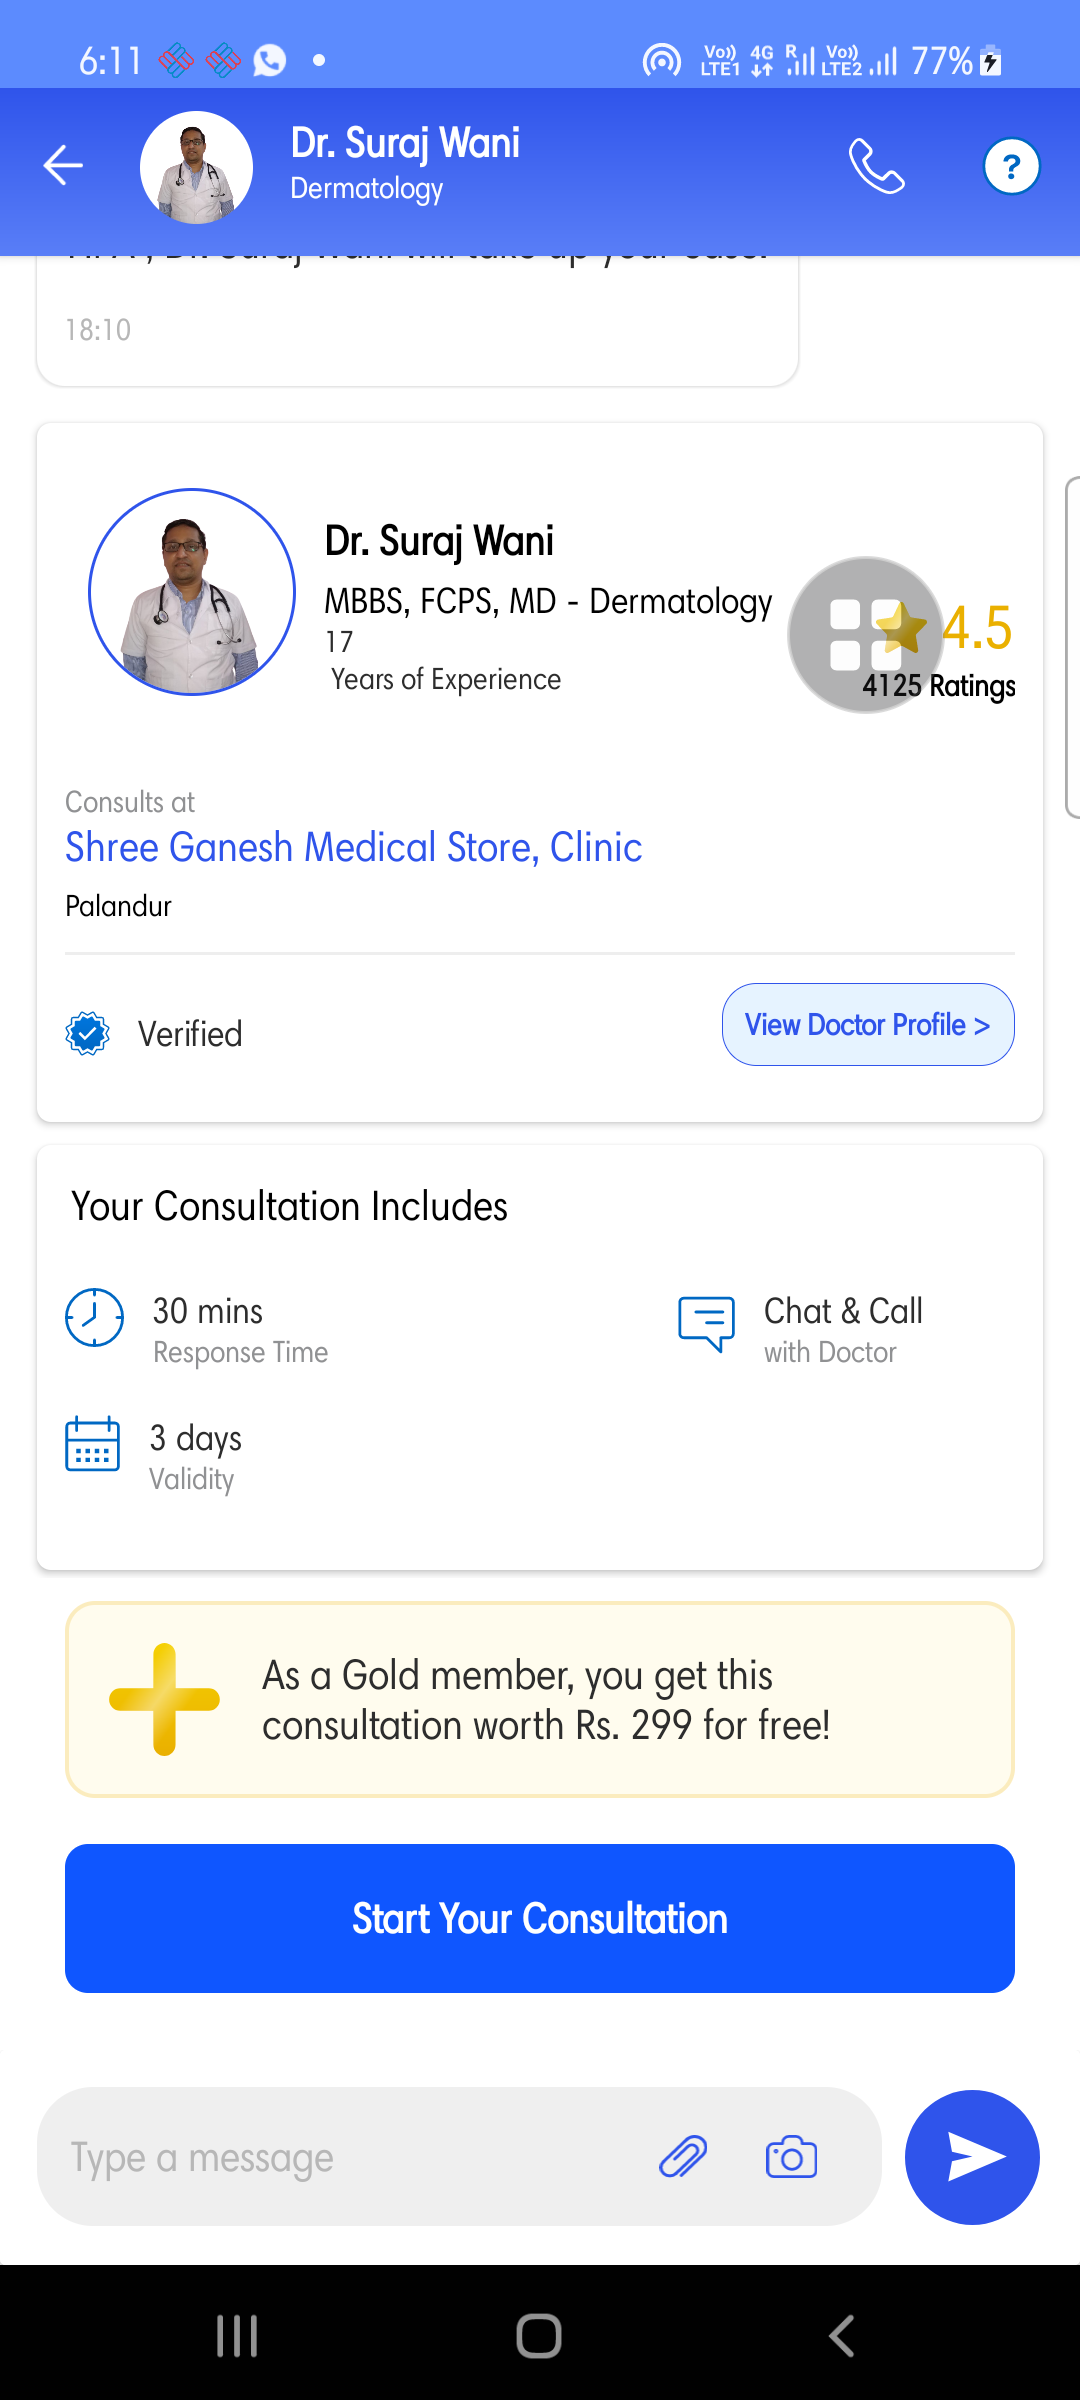 6:11
Vo)) LTE1 4G R Vo)) LTE2 77%
Dr. Suraj Wani
Dermatology
?
Dr. Suraj Wani will take up your case.
18:10
Dr. Suraj Wani
MBBS, FCPS, MD - Dermatology
17
Years of Experience
4.5
4125 Ratings
Consults at
Shree Ganesh Medical Store, Clinic
Palandur
Verified
View Doctor Profile >
Your Consultation Includes
30 mins
Response Time
Chat & Call
with Doctor
3 days
Validity
As a Gold member, you get this
consultation worth Rs. 299 for free!
Start Your Consultation
Type a message